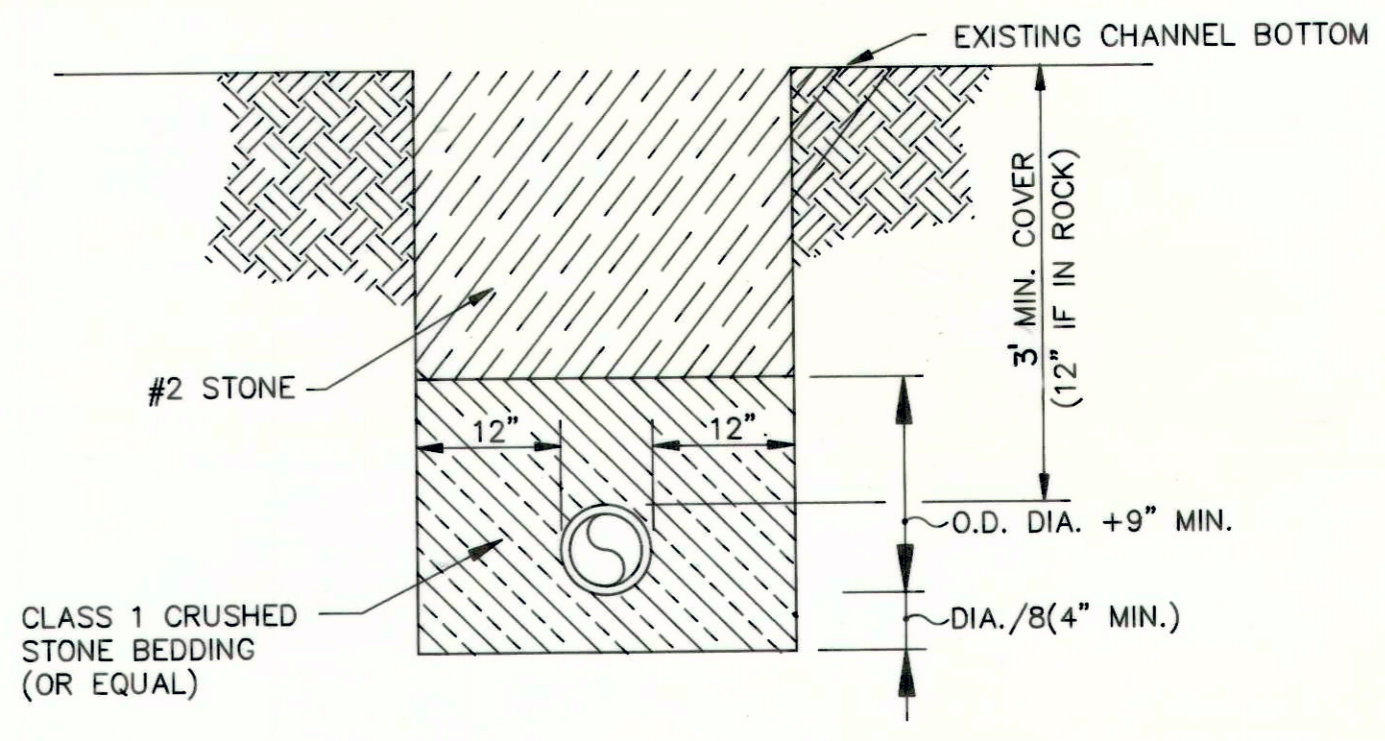 EXISTING CHANNEL BOTTOM
3' MIN. COVER
(12" IF IN ROCK)
#2 STONE
12"
12"
O.D. DIA. +9" MIN.
DIA./8(4" MIN.)
CLASS 1 CRUSHED
STONE BEDDING
(OR EQUAL)